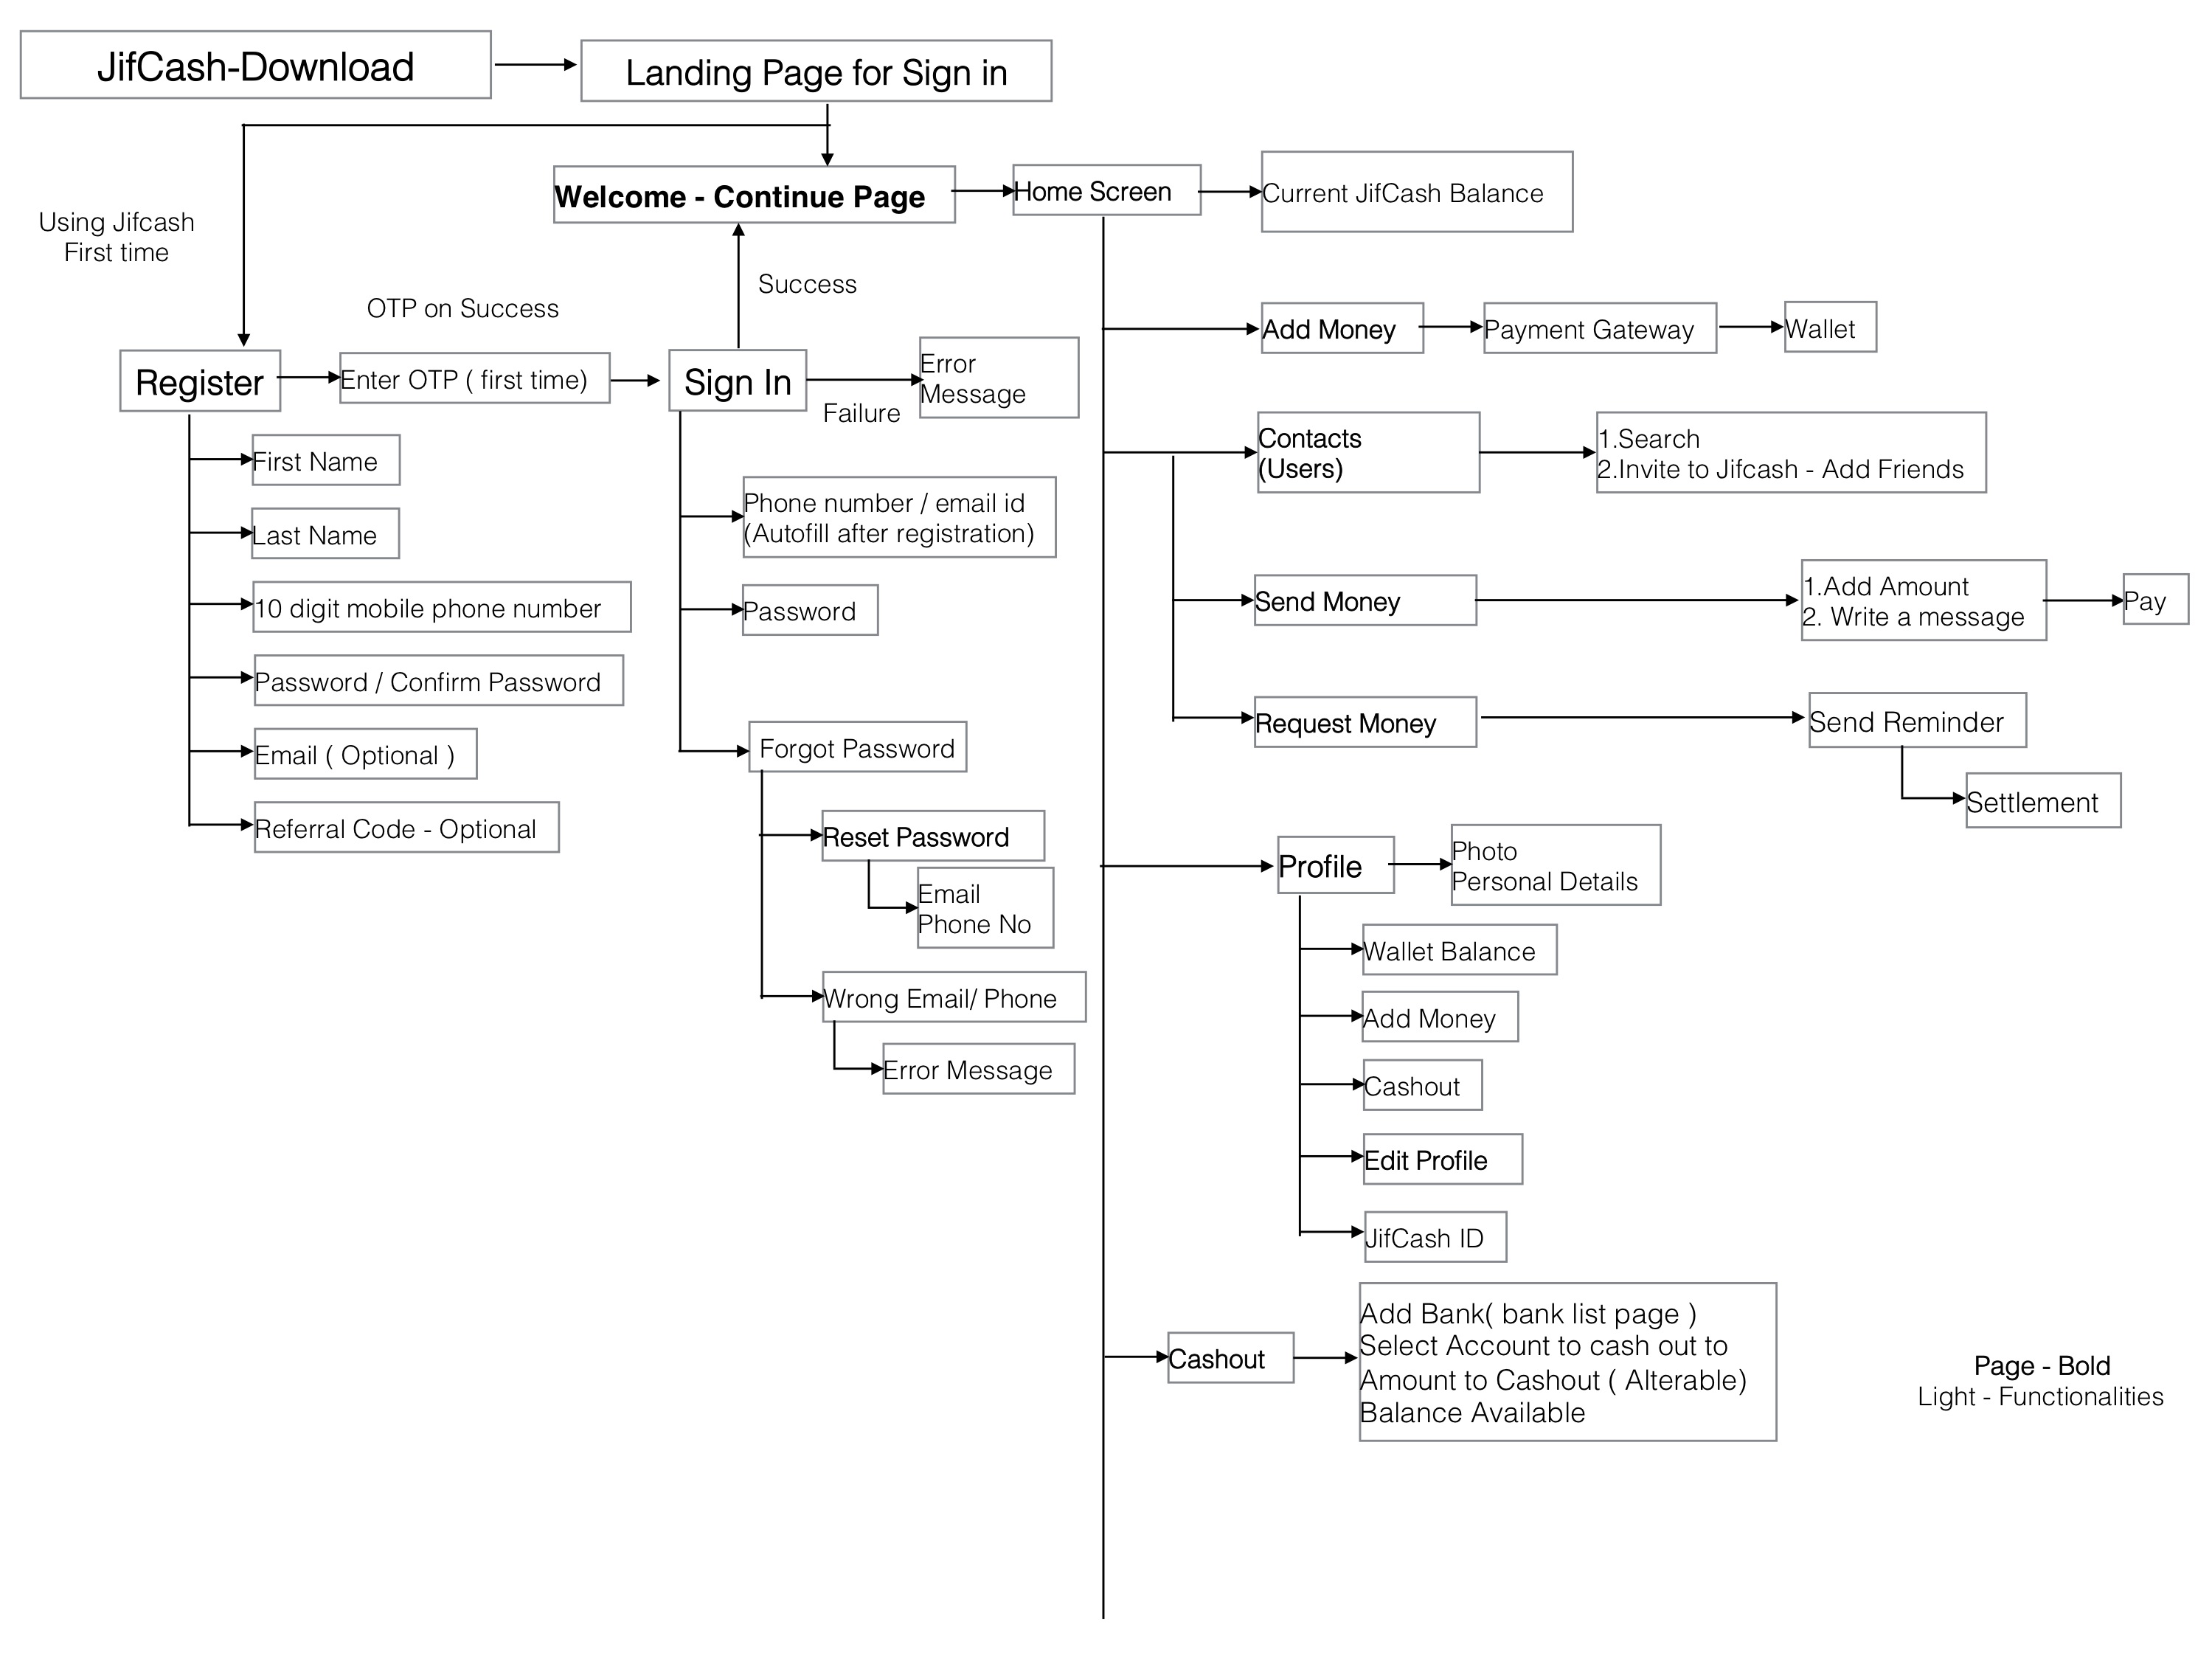 JifCash-Download
Landing Page for Sign in
Welcome - Continue Page
Home Screen
Current JifCash Balance
Using Jifcash
First time
OTP on Success
Success
Register
Enter OTP ( first time)
Sign In
Failure
Error
Message
First Name
Last Name
10 digit mobile phone number
Password / Confirm Password
Email ( Optional )
Referral Code - Optional
Phone number / email id
(Autofill after registration)
Password
Forgot Password
Reset Password
Email
Phone No
Wrong Email/ Phone
Error Message
Add Money
Payment Gateway
Wallet
Contacts
(Users)
1.Search
2.Invite to Jifcash - Add Friends
Send Money
1.Add Amount
2. Write a message
Pay
Request Money
Send Reminder
Settlement
Profile
Photo
Personal Details
Wallet Balance
Add Money
Cashout
Edit Profile
JifCash ID
Cashout
Add Bank( bank list page )
Select Account to cash out to
Amount to Cashout ( Alterable)
Balance Available
Page - Bold
Light - Functionalities